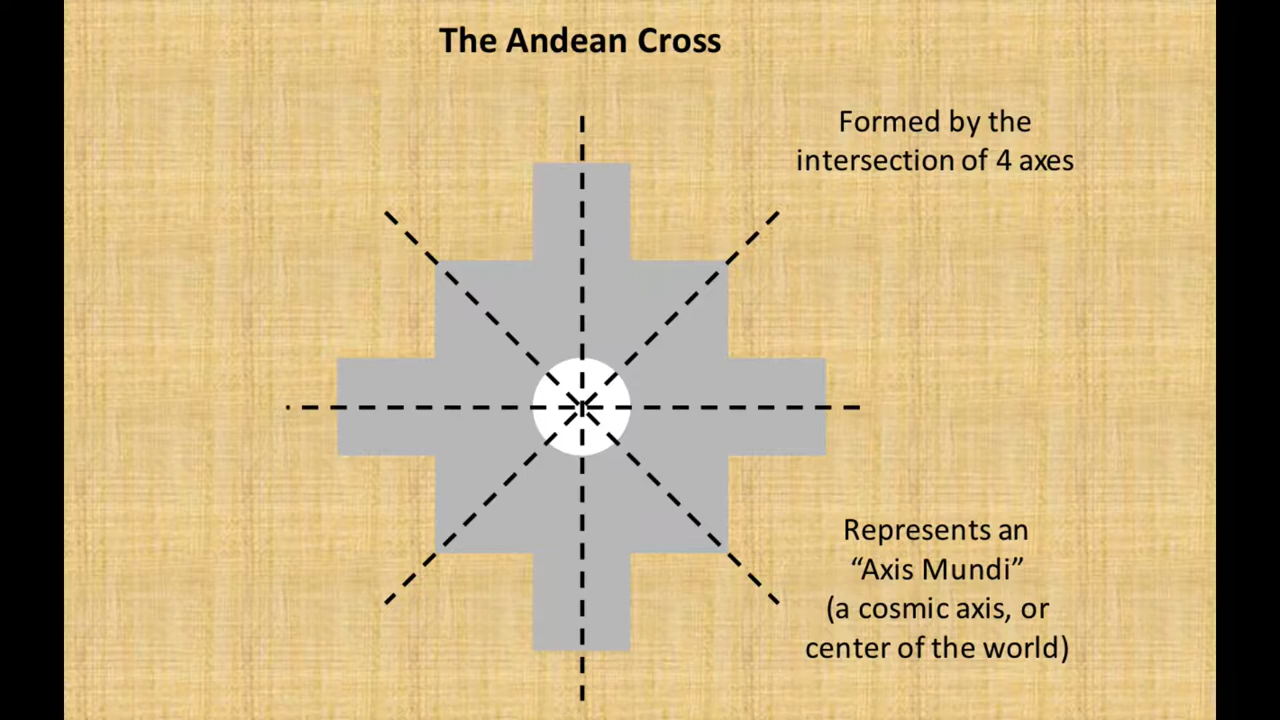 The Andean Cross
Formed by the
intersection of 4 axes
Represents an
“Axis Mundi”
(a cosmic axis, or
center of the world)